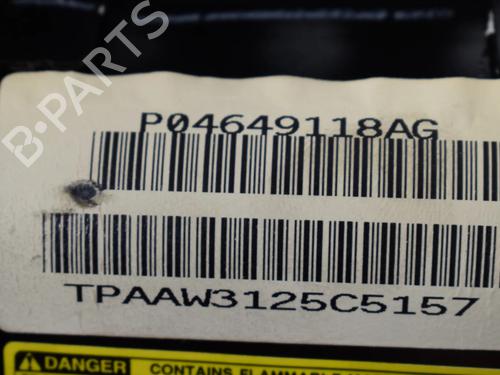 P04649118AG
TPAAW3125C5157
DANGER
CONTAINS FLAMMABLE
B-PARTS